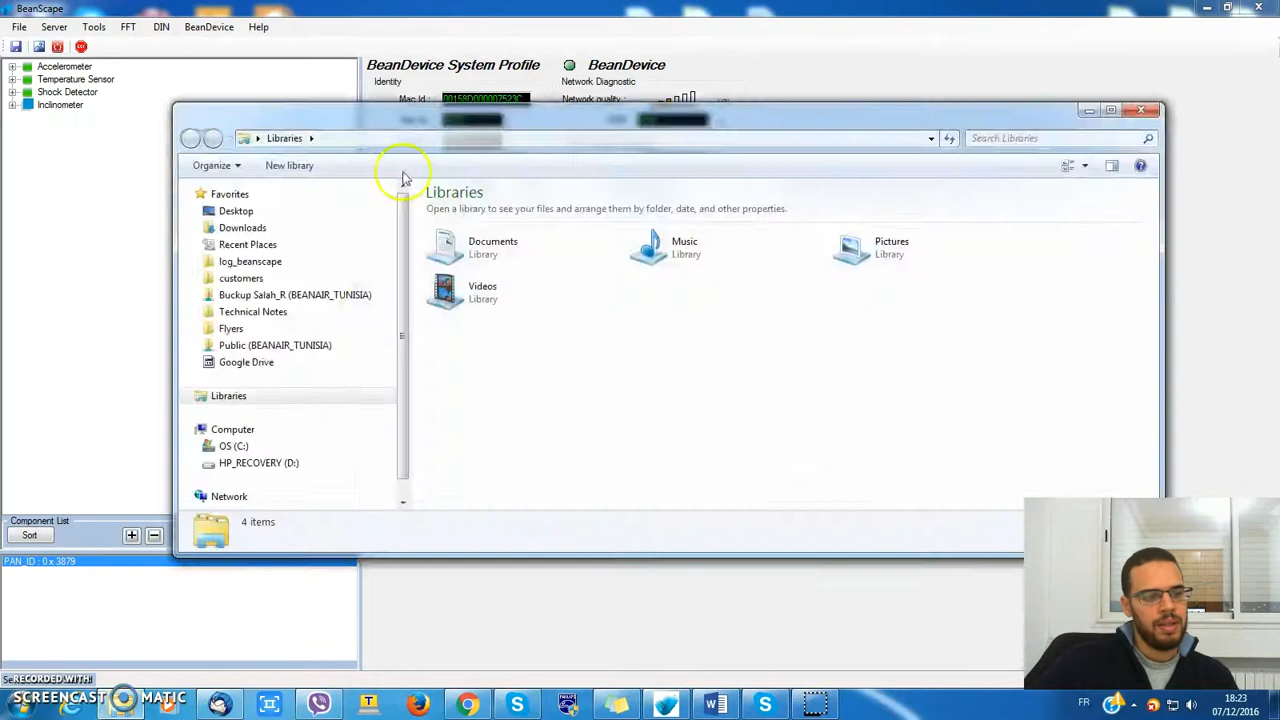 BeanScape
File Server Tools FFT DIN BeanDevice Help
Accelerometer
Temperature Sensor
Shock Detector
Inclinometer
BeanDevice System Profile BeanDevice
Identity Network Diagnostic
Mac Id : 00158D000007523C Network quality :
Libraries
Search Libraries
Organize New library
Favorites
Desktop
Downloads
Recent Places
log_beanscape
customers
Buckup Salah_R (BEANAIR_TUNISIA)
Technical Notes
Flyers
Public (BEANAIR_TUNISIA)
Google Drive
Libraries
Computer
OS (C:)
HP_RECOVERY (D:)
Network
Libraries
Open a library to see your files and arrange them by folder, date, and other properties.
Documents
Library
Music
Library
Pictures
Library
Videos
Library
4 items
Component List
Sort
PAN_ID : 0 x 3879
RECORDED WITH
SCREENCAST MATIC
FR
18:23
07/12/2016